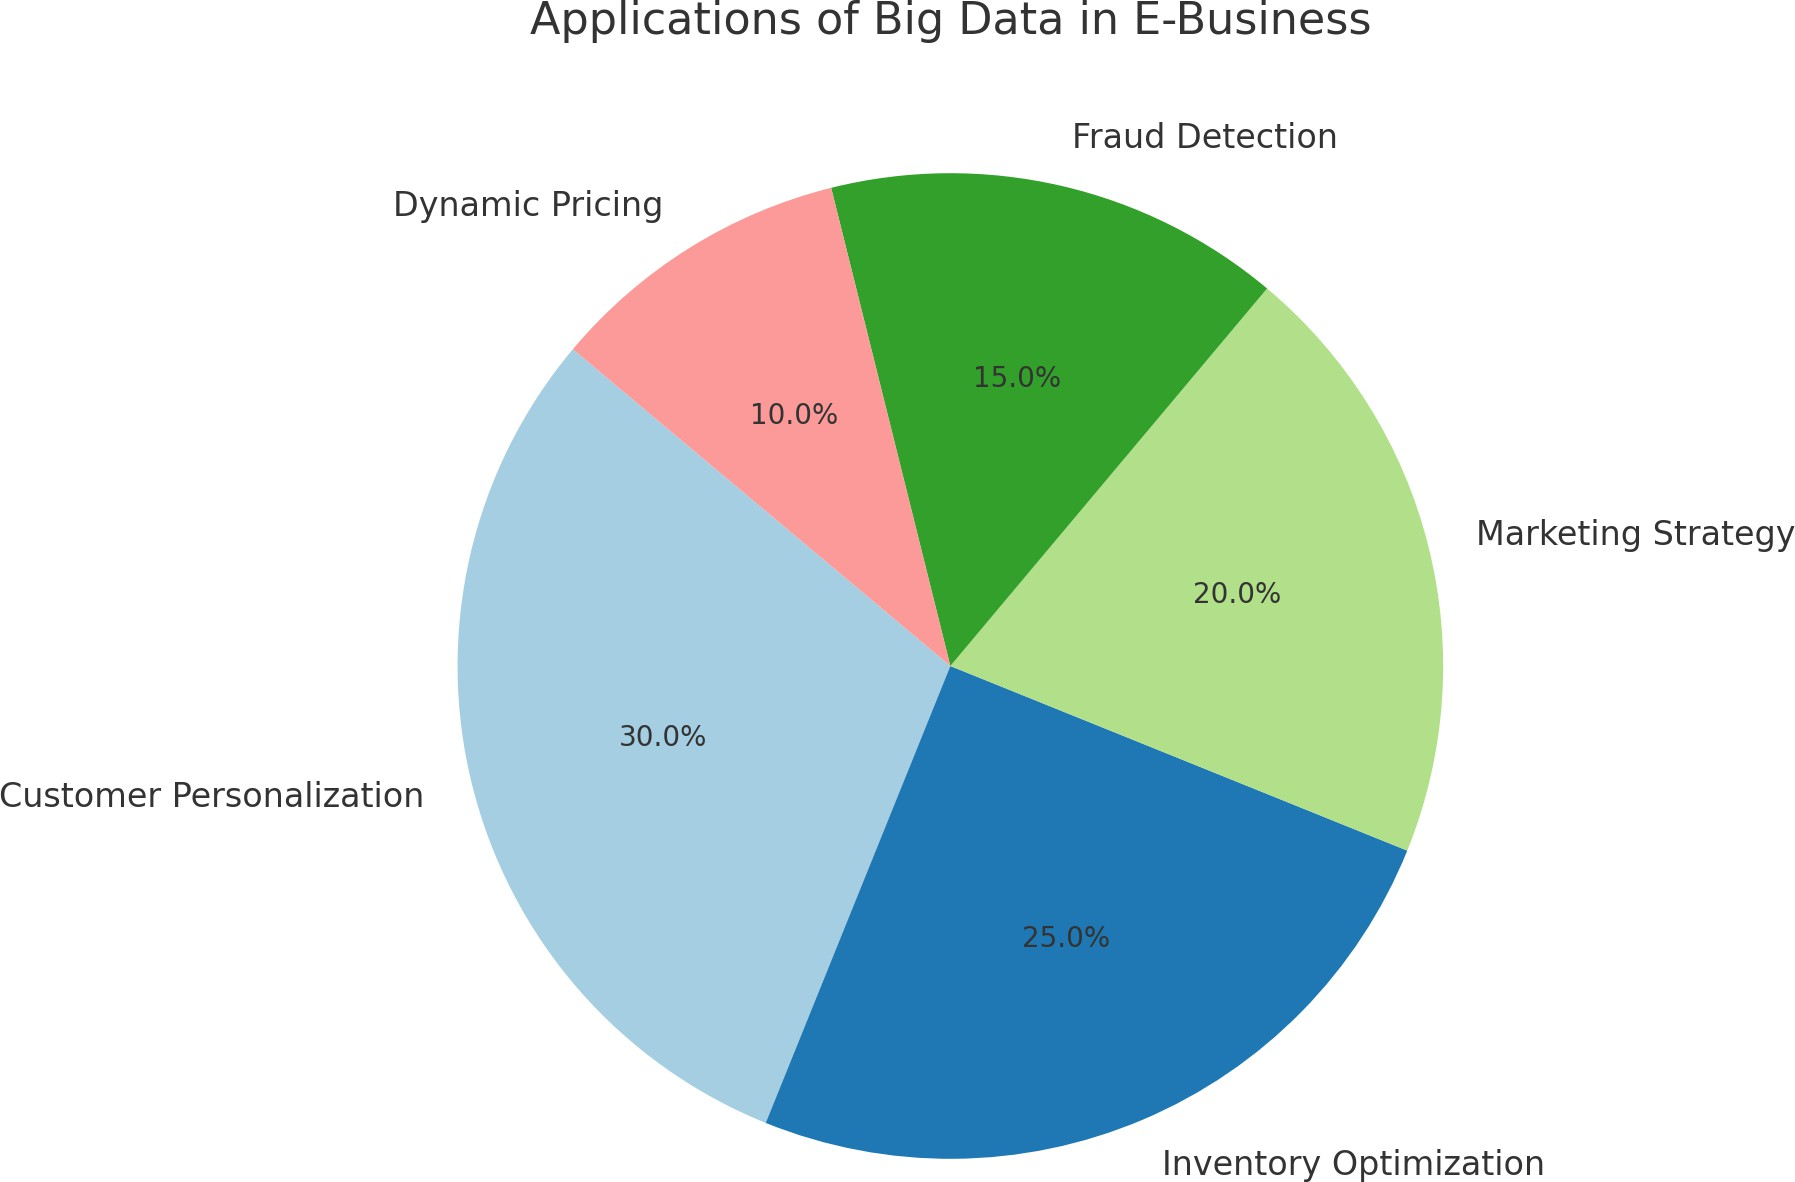 Applications of Big Data in E-Business
Fraud Detection
Dynamic Pricing
15.0%
10.0%
Marketing Strategy
20.0%
30.0%
Customer Personalization
25.0%
Inventory Optimization